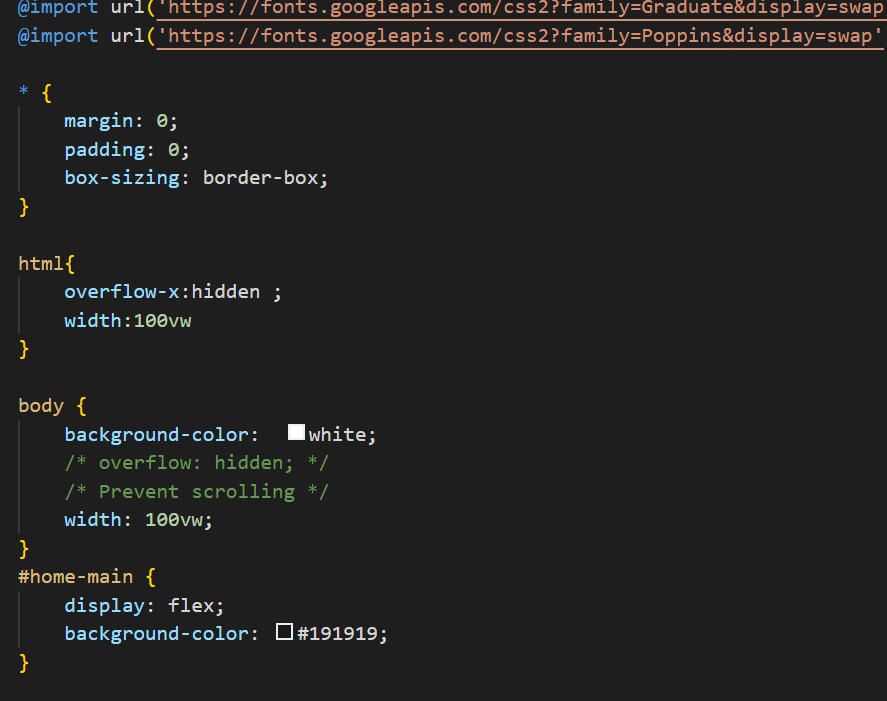 @import url('https://fonts.googleapis.com/css2?family=Graduate&display=swap
@import url('https://fonts.googleapis.com/css2?family=Poppins&display=swap'
* {
    margin: 0;
    padding: 0;
    box-sizing: border-box;
}
html{
    overflow-x:hidden ;
    width:100vw
}
body {
    background-color: white;
    /* overflow: hidden; */
    /* Prevent scrolling */
    width: 100vw;
}
#home-main {
    display: flex;
    background-color: #191919;
}